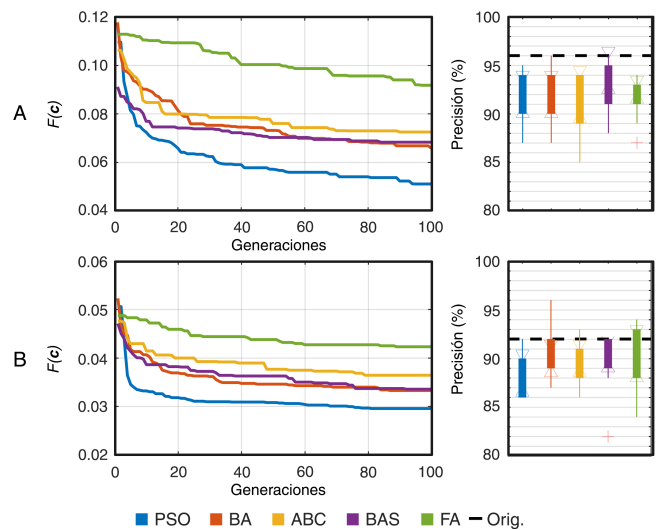 A
F(c)
0.12
0.10
0.08
0.06
0.04
0 20 40 60 80 100
Generaciones
Precisión (%)
100
95
90
85
80
B
F(c)
0.06
0.05
0.04
0.03
0.02
0 20 40 60 80 100
Generaciones
Precisión (%)
100
95
90
85
80
PSO BA ABC BAS FA Orig.